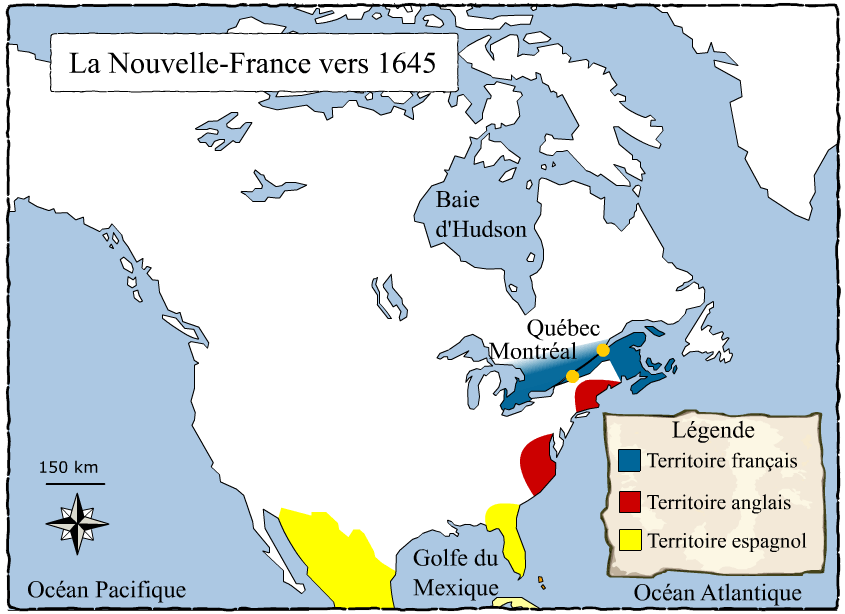 La Nouvelle-France vers 1645
Baie
d'Hudson
Québec
Montréal
Légende
Territoire français
Territoire anglais
Territoire espagnol
150 km
Golfe du
Mexique
Océan Pacifique
Océan Atlantique